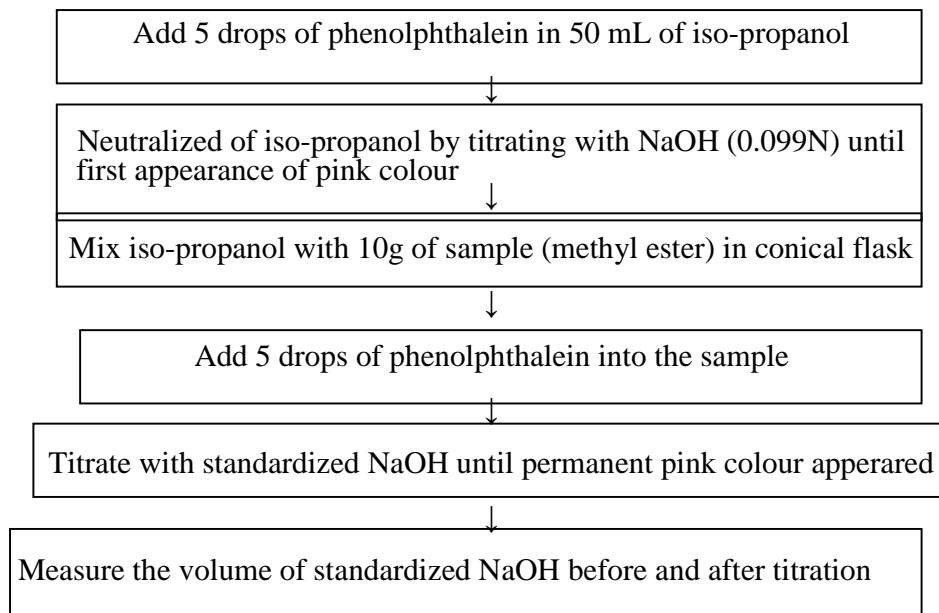 Add 5 drops of phenolphthalein in 50 mL of iso-propanol
↓
Neutralized of iso-propanol by titrating with NaOH (0.099N) until
first appearance of pink colour
↓
Mix iso-propanol with 10g of sample (methyl ester) in conical flask
↓
Add 5 drops of phenolphthalein into the sample
↓
Titrate with standardized NaOH until permanent pink colour apperared
↓
Measure the volume of standardized NaOH before and after titration